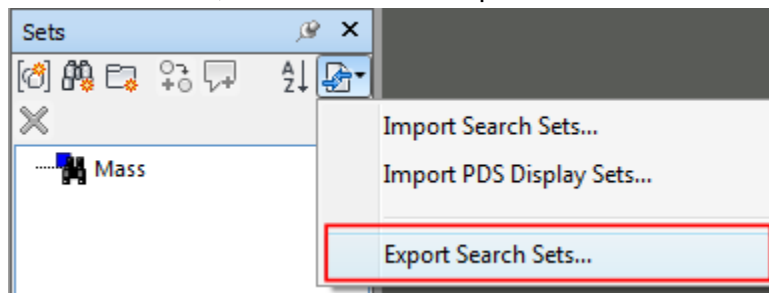 Sets
A
Z
Mass
Import Search Sets...
Import PDS Display Sets...
Export Search Sets...